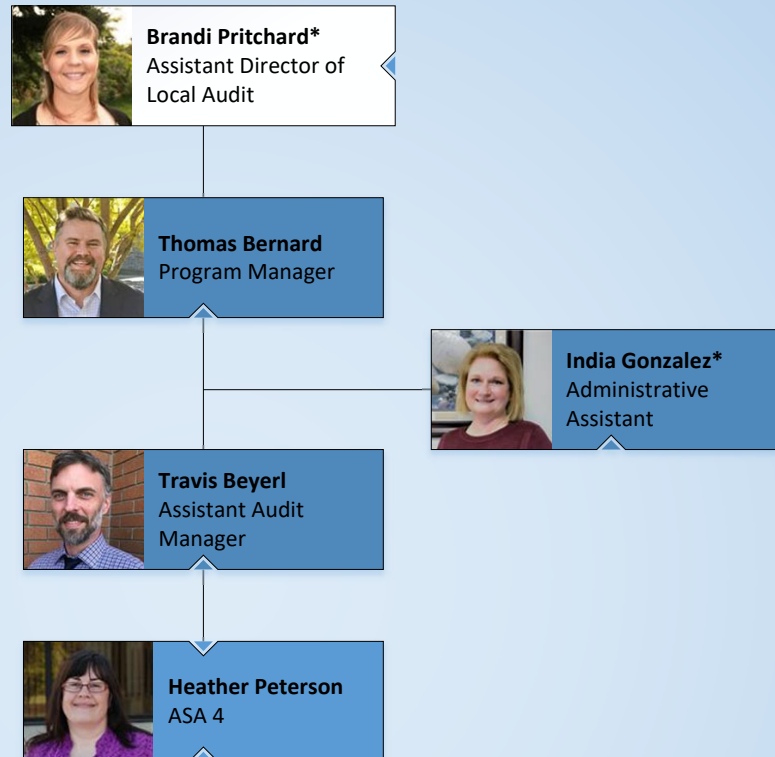 Brandi Pritchard*
Assistant Director of
Local Audit
Thomas Bernard
Program Manager
India Gonzalez*
Administrative
Assistant
Travis Beyerl
Assistant Audit
Manager
Heather Peterson
ASA 4